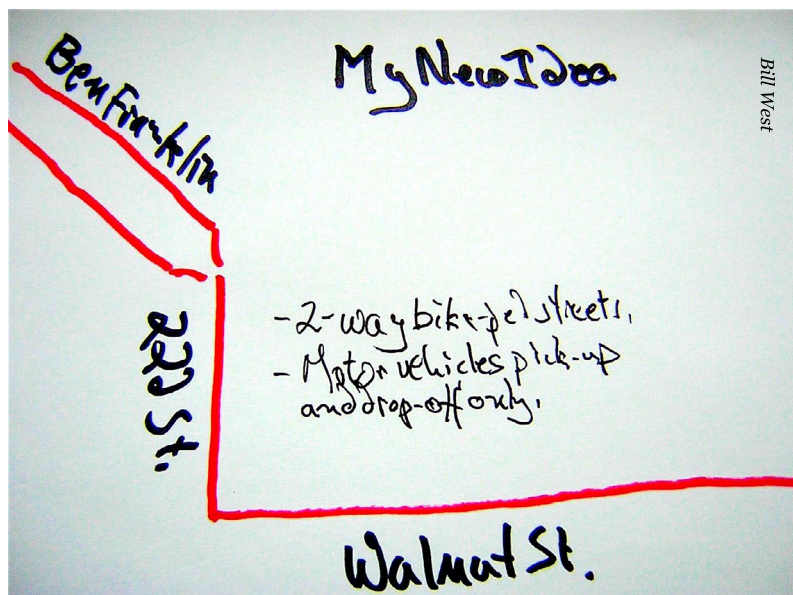 My New Idea
Bill West
Ben Franklin
- 2-way bike-ped streets.
- Motor vehicles pick-up
and drop-off only.
22D St.
Walnut St.